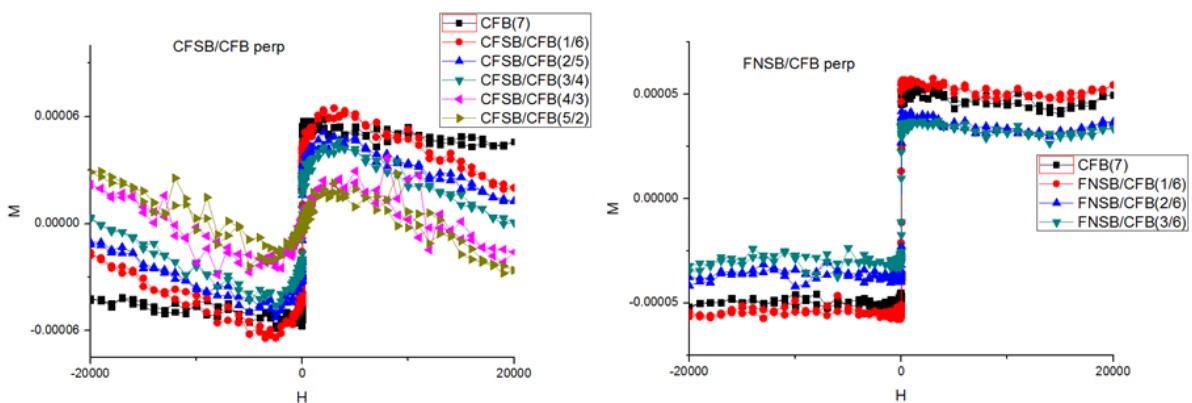 CFSB/CFB perp
CFB(7)
CFSB/CFB(1/6)
CFSB/CFB(2/5)
CFSB/CFB(3/4)
CFSB/CFB(4/3)
CFSB/CFB(5/2)
M
0.00006
0.00000
-0.00006
-20000
0
20000
H
FNSB/CFB perp
CFB(7)
FNSB/CFB(1/6)
FNSB/CFB(2/6)
FNSB/CFB(3/6)
M
0.00005
-0.00005
-20000
0
20000
H